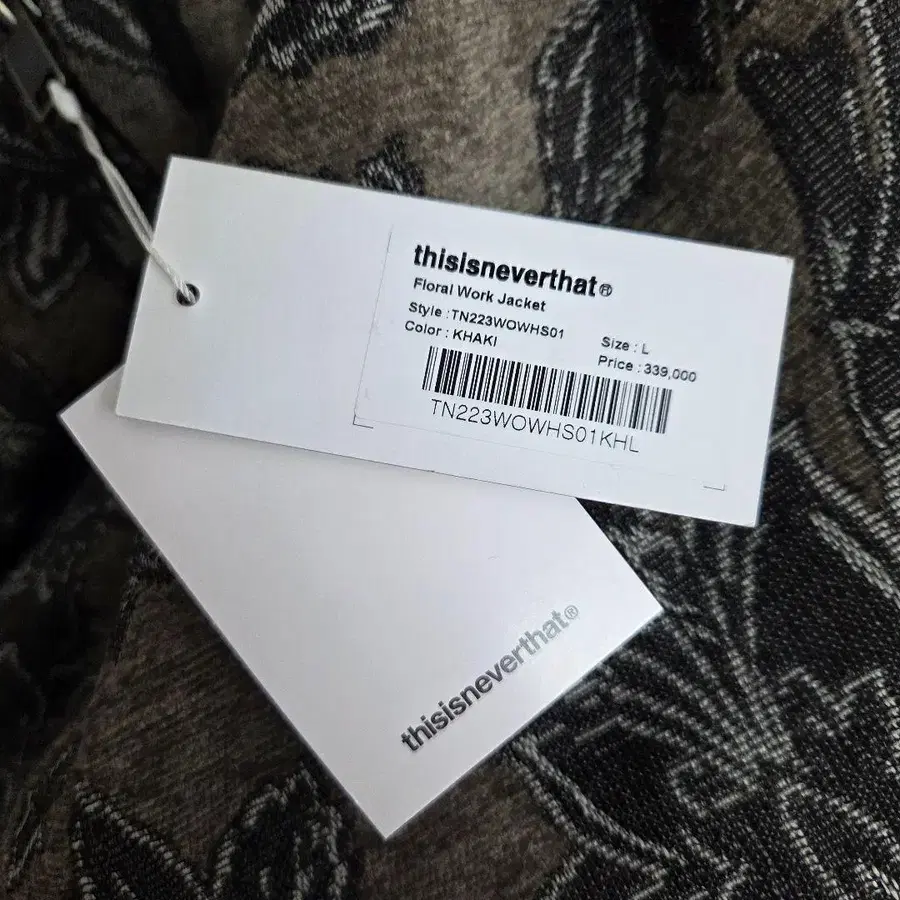 thisisneverthat®
Floral Work Jacket
Style :TN223WOWHS01
Color : KHAKI
Size : L
Price : 339,000
TN223WOWHS01KHL
thisisneverthat®